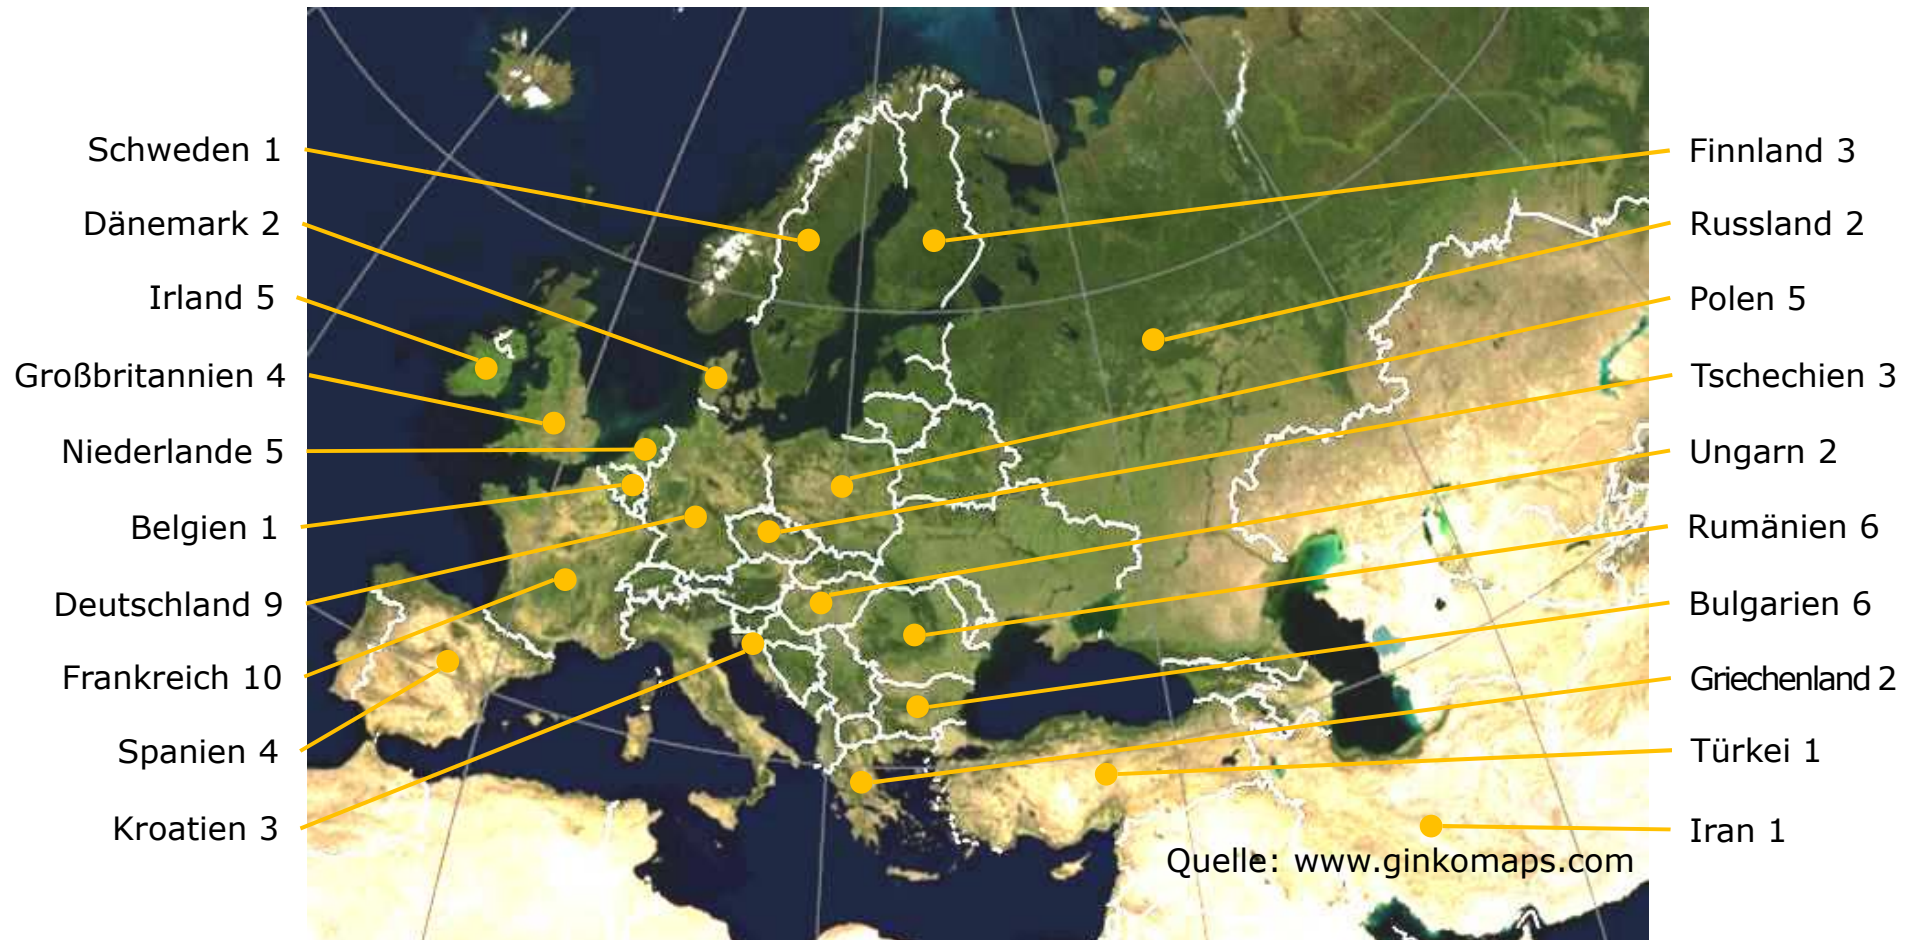 Schweden 1
Dänemark 2
Irland 5
Großbritannien 4
Niederlande 5
Belgien 1
Deutschland 9
Frankreich 10
Spanien 4
Kroatien 3
Finnland 3
Russland 2
Polen 5
Tschechien 3
Ungarn 2
Rumänien 6
Bulgarien 6
Griechenland 2
Türkei 1
Iran 1
Quelle: www.ginkomaps.com